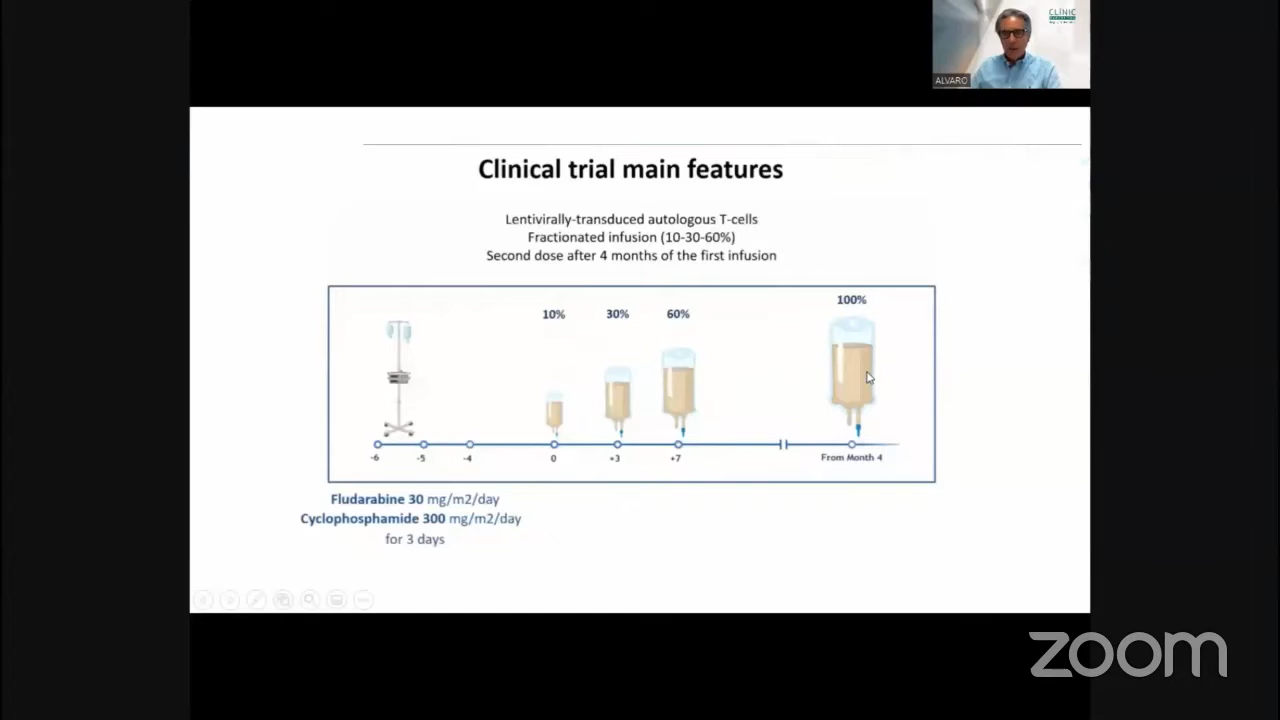 CLÍNIC
ALVARO
Clinical trial main features
Lentivirally-transduced autologous T-cells
Fractionated infusion (10-30-60%)
Second dose after 4 months of the first infusion
100%
10% 30% 60%
-6 -5 -4 0 +3 +7 From Month 4
Fludarabine 30 mg/m2/day
Cyclophosphamide 300 mg/m2/day
for 3 days
zoom